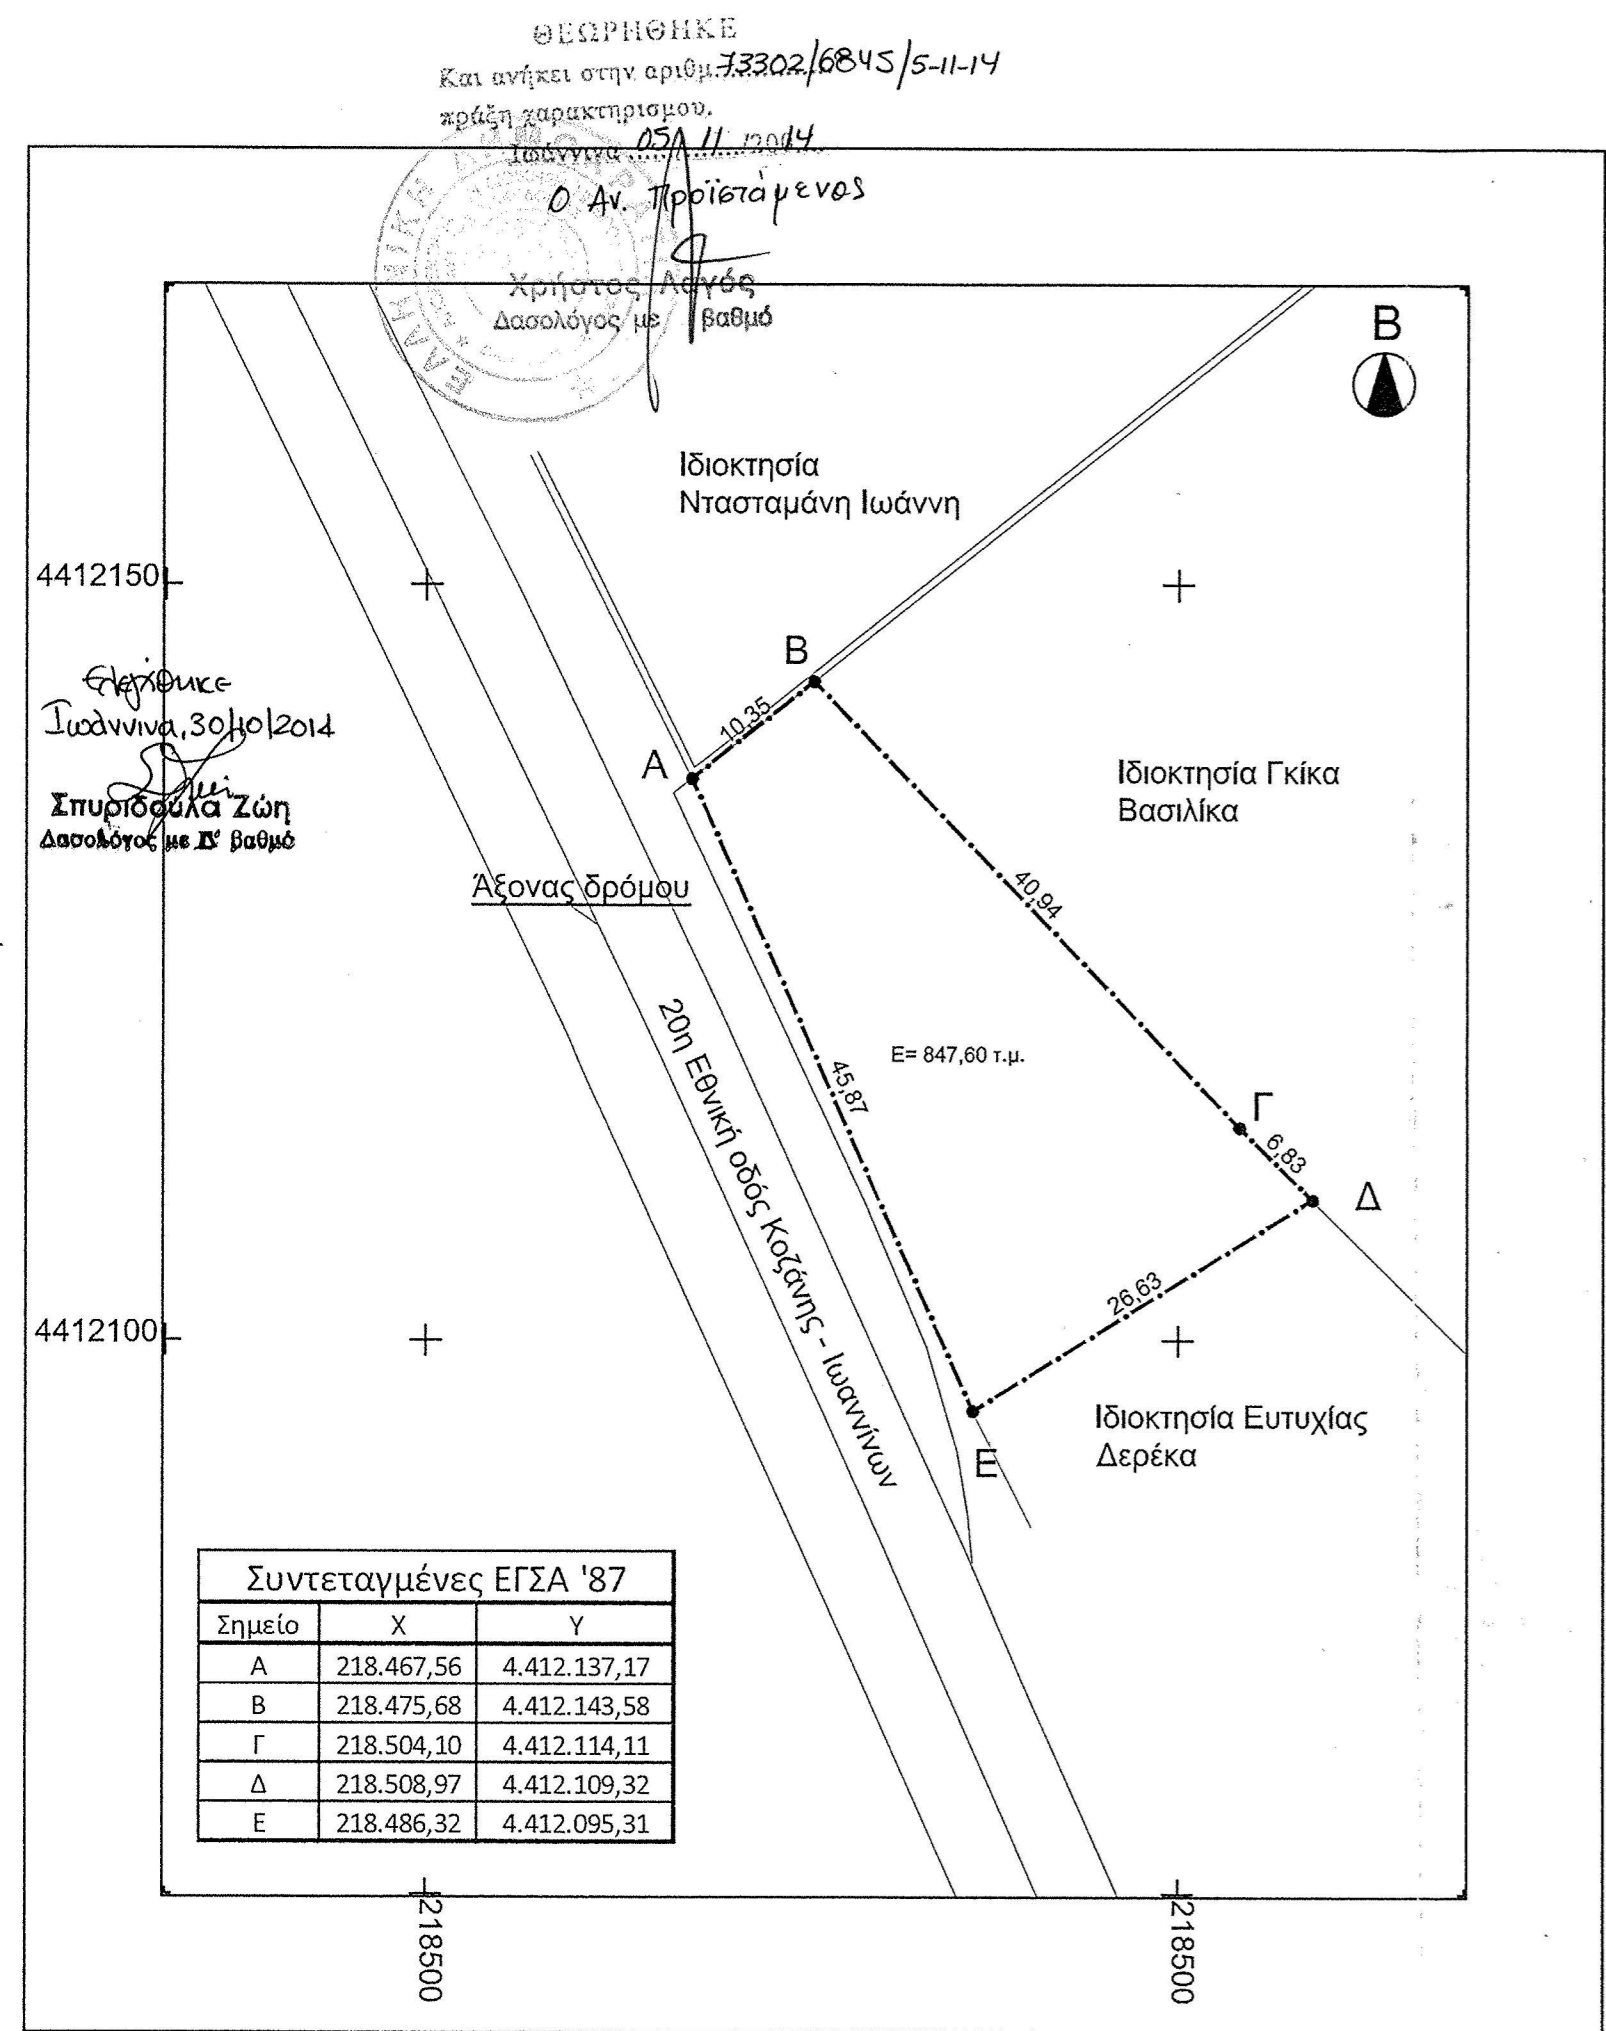 ΘΕΩΡΗΘΗΚΕ
Και ανήκει στην αριθμ. 73302/6845/5-11-14
πράξη χαρακτηρισμου.
Ιωάννινα 05/11/2014
Ο Αν. Προϊστάμενος
ΕΛΛΗΝΙΚΗ ΔΗΜΟΚΡΑΤΙΑ
Χρήστος Λαγός
Δασολόγος με βαθμό
Β
Ιδιοκτησία
Ντασταμάνη Ιωάννη
4412150
Β
10,35
Α
Ελέγχθηκε
Ιωάννινα, 30/10/2014
Σπυριδούλα Ζώη
Δασολόγος με Δ' βαθμό
Ιδιοκτησία Γκίκα
Βασιλίκα
Άξονας δρόμου
40,94
20η Εθνική οδός Κοζάνης - Ιωαννίνων
Ε= 847,60 τ.μ.
45,87
Γ
6,83
Δ
26,63
4412100
Ε
Ιδιοκτησία Ευτυχίας
Δερέκα
Συντεταγμένες ΕΓΣΑ '87
Σημείο Χ Υ
Α 218.467,56 4.412.137,17
Β 218.475,68 4.412.143,58
Γ 218.504,10 4.412.114,11
Δ 218.508,97 4.412.109,32
Ε 218.486,32 4.412.095,31
218500
218500